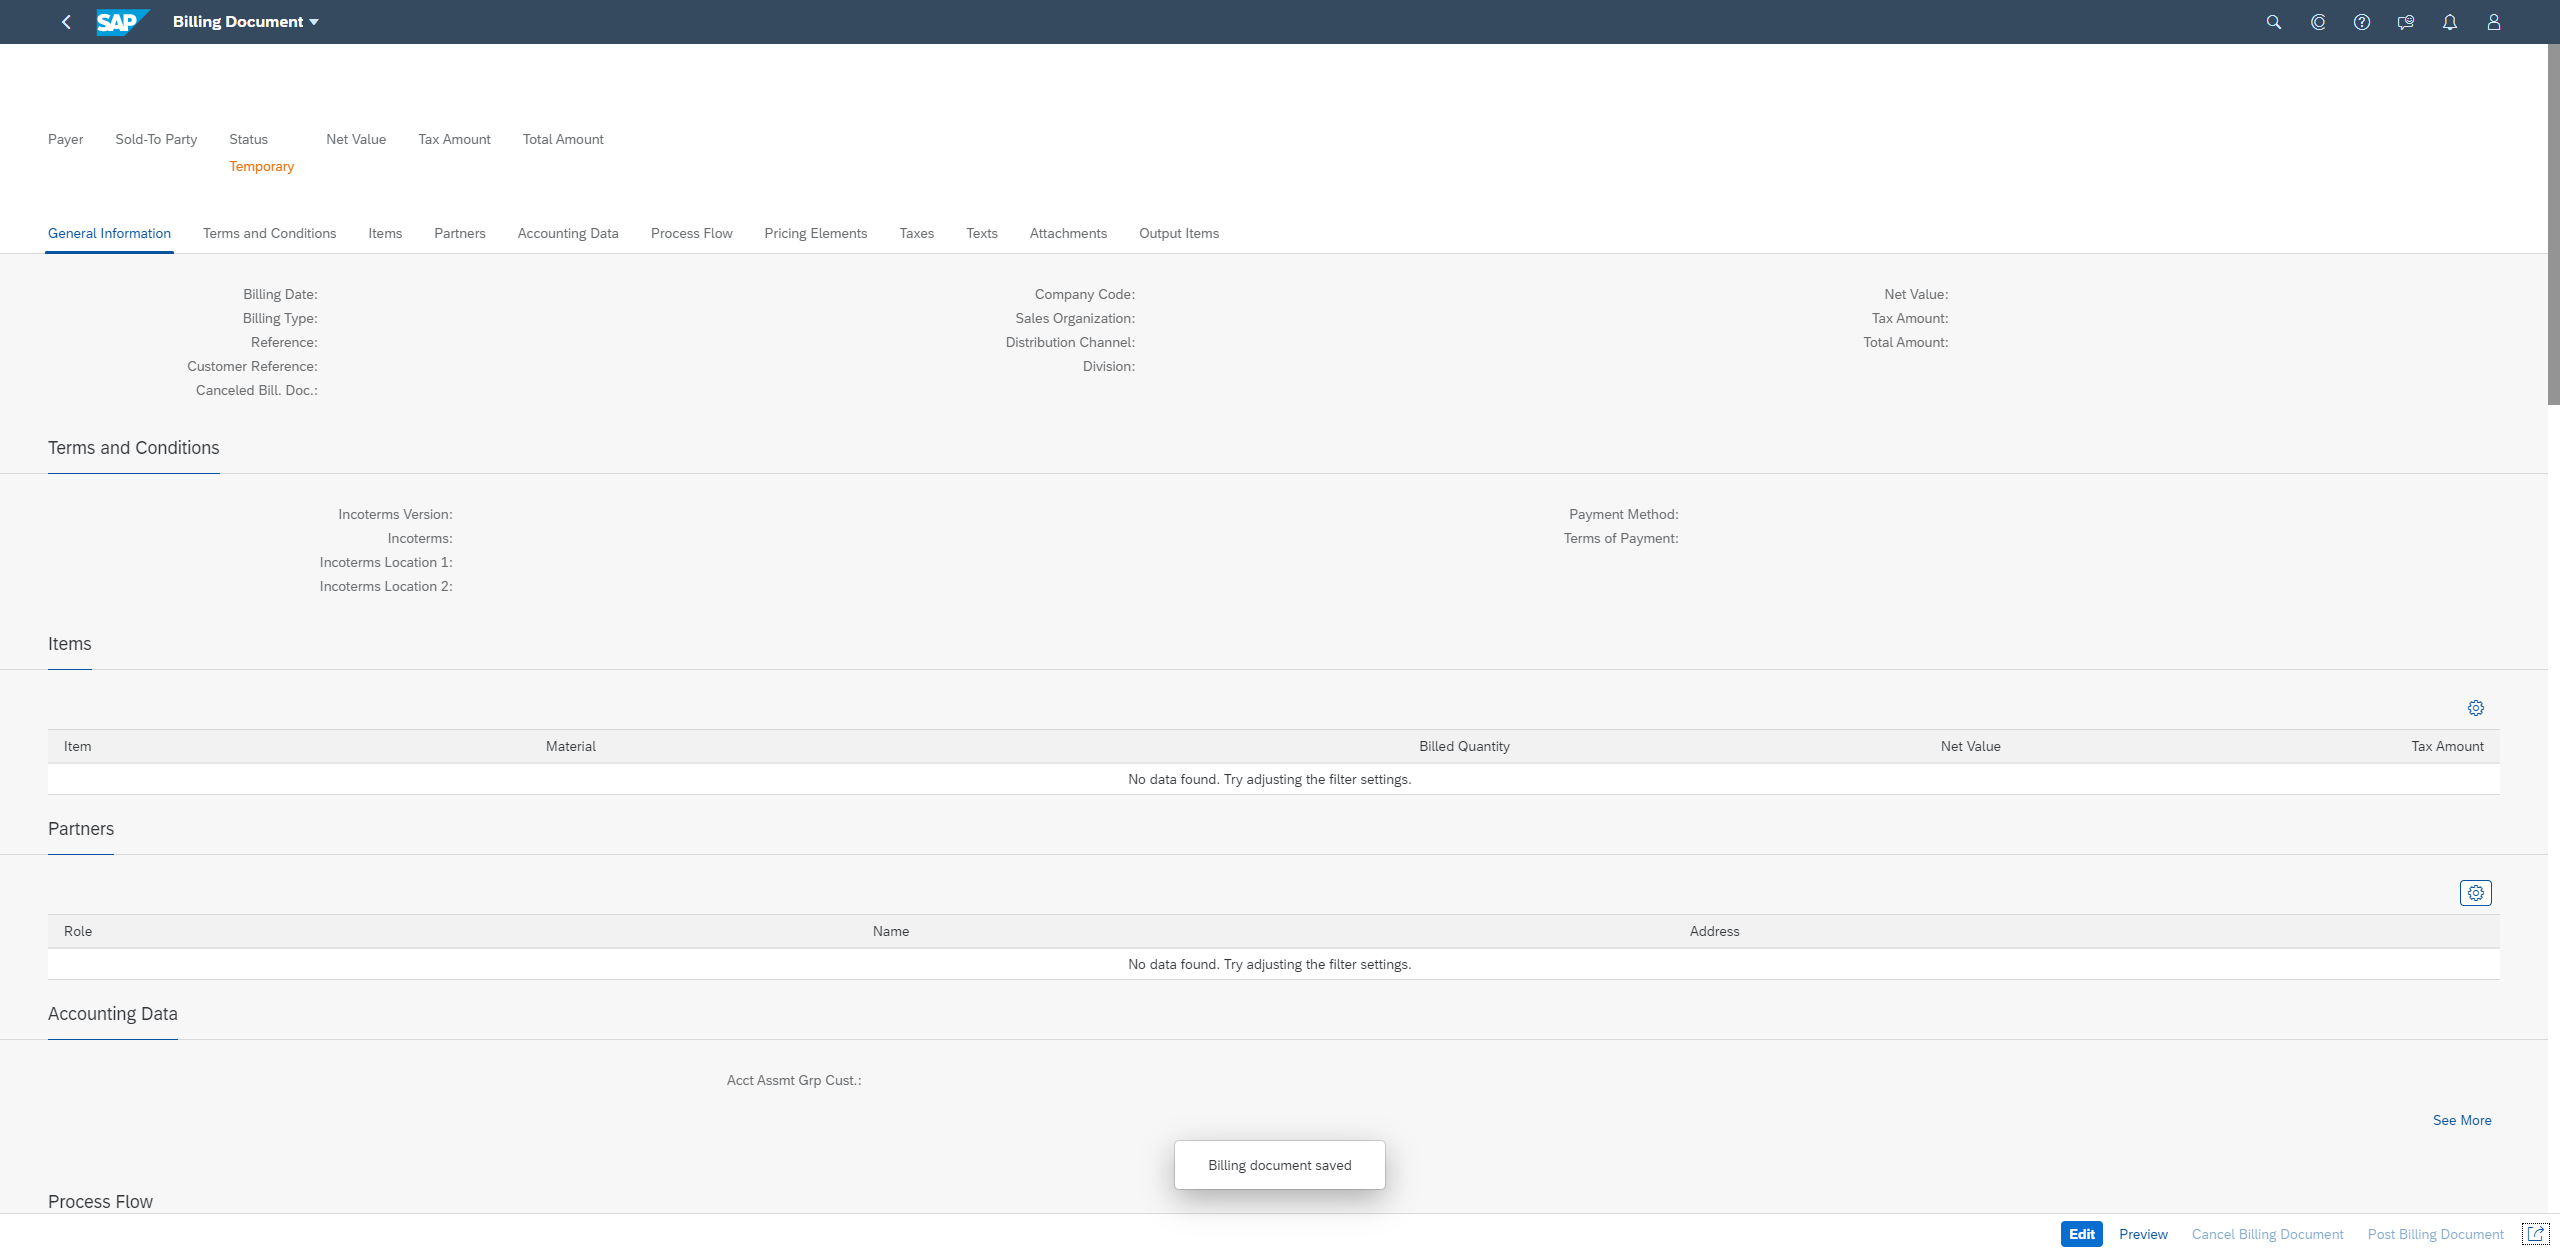 SAP Billing Document
Payer Sold-To Party Status Net Value Tax Amount Total Amount
Temporary
General Information Terms and Conditions Items Partners Accounting Data Process Flow Pricing Elements Taxes Texts Attachments Output Items
Billing Date: Company Code: Net Value:
Billing Type: Sales Organization: Tax Amount:
Reference: Distribution Channel: Total Amount:
Customer Reference: Division:
Canceled Bill. Doc.:
Terms and Conditions
Incoterms Version: Payment Method:
Incoterms: Terms of Payment:
Incoterms Location 1:
Incoterms Location 2:
Items
Item Material Billed Quantity Net Value Tax Amount
No data found. Try adjusting the filter settings.
Partners
Role Name Address
No data found. Try adjusting the filter settings.
Accounting Data
Acct Assmt Grp Cust.:
See More
Billing document saved
Process Flow
Edit Preview Cancel Billing Document Post Billing Document